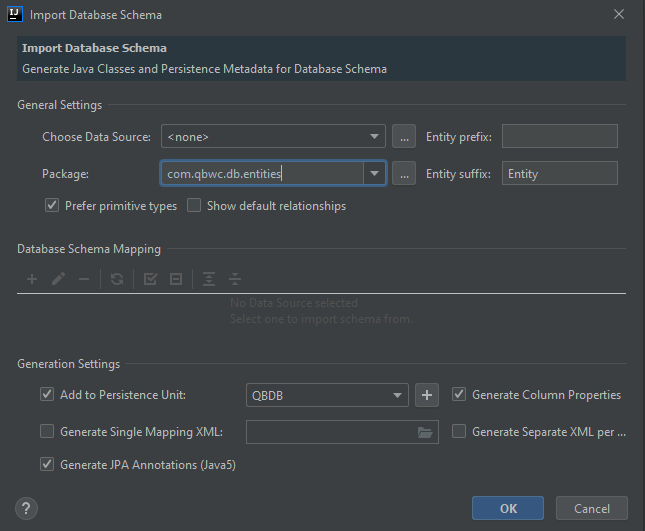 IJ Import Database Schema
Import Database Schema
Generate Java Classes and Persistence Metadata for Database Schema
General Settings
Choose Data Source: <none> ... Entity prefix:
Package: com.qbwc.db.entities ... Entity suffix: Entity
Prefer primitive types Show default relationships
Database Schema Mapping
No Data Source selected
Select one to import schema from.
Generation Settings
Add to Persistence Unit: QBDB Generate Column Properties
Generate Single Mapping XML: Generate Separate XML per ...
Generate JPA Annotations (Java5)
? OK Cancel